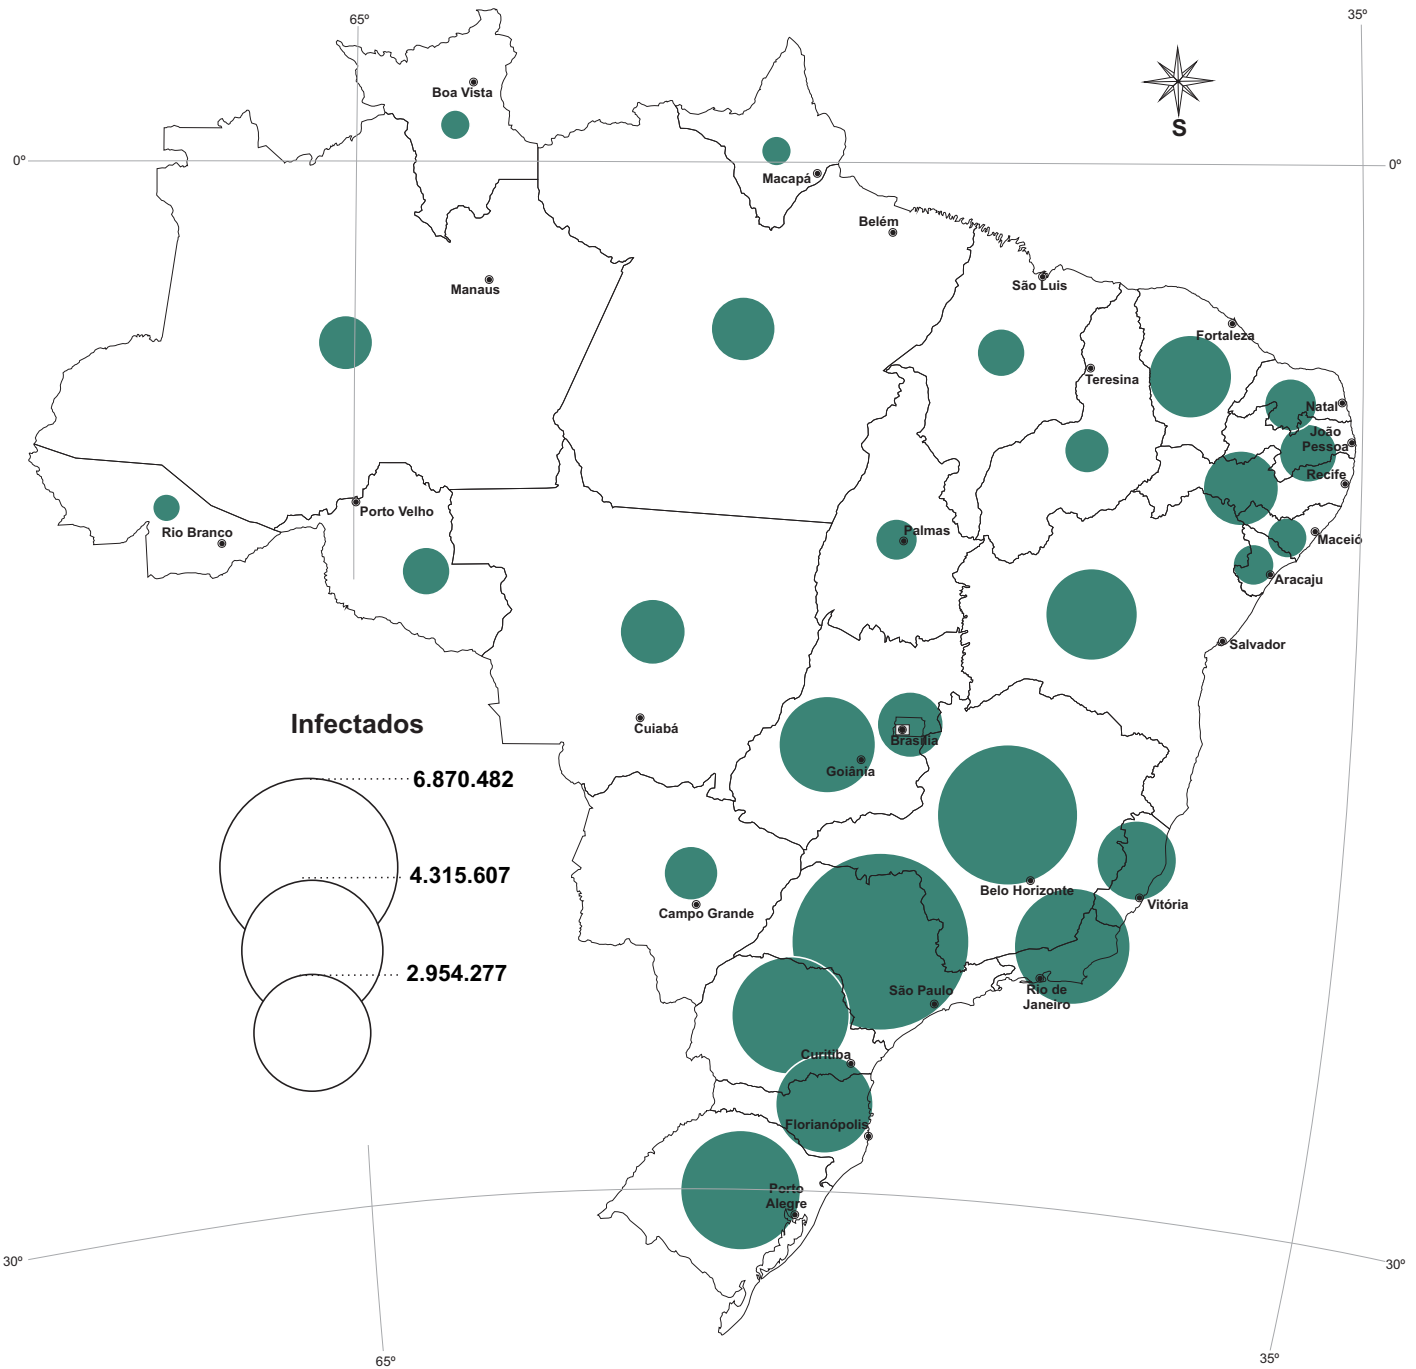 65º
35º
Boa Vista
S
0º
0º
Macapá
Belém
São Luis
Manaus
Fortaleza
Teresina
Natal
João
Pessoa
Recife
Porto Velho
Rio Branco
Palmas
Maceió
Aracaju
Salvador
Infectados
Cuiabá
Brasília
Goiânia
6.870.482
4.315.607
Belo Horizonte
Vitória
Campo Grande
2.954.277
São Paulo
Rio de
Janeiro
Curitiba
Florianópolis
Porto
Alegre
30º
30º
65º
35º